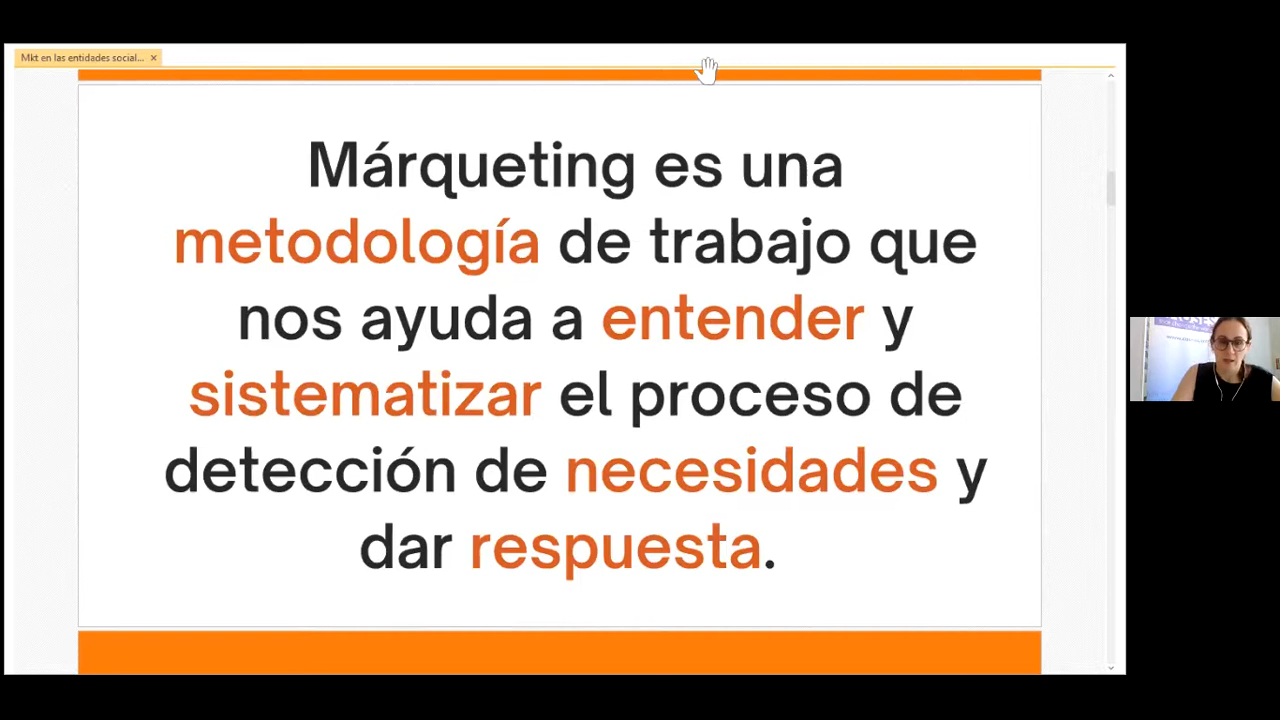 Mkt en las entidades social...
Márqueting es una
metodología de trabajo que
nos ayuda a entender y
sistematizar el proceso de
detección de necesidades y
dar respuesta.